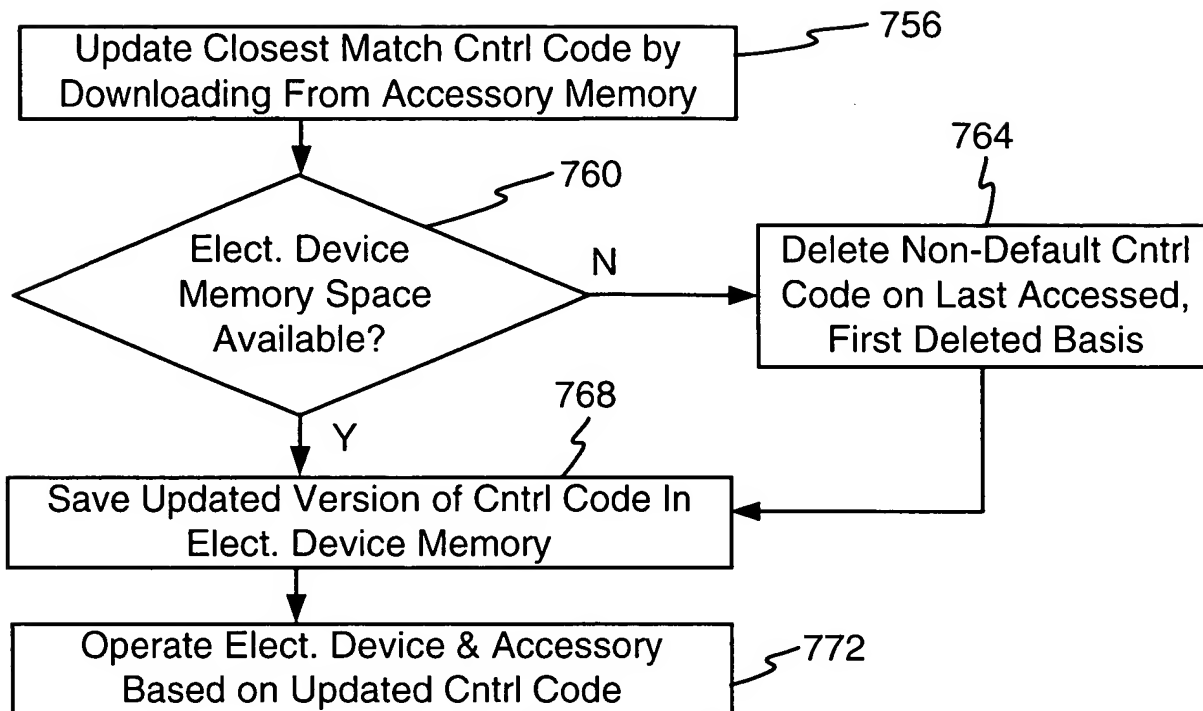 756
Update Closest Match Cntrl Code by
Downloading From Accessory Memory
760
764
Elect. Device
Memory Space
Available?
N
Delete Non-Default Cntrl
Code on Last Accessed,
First Deleted Basis
Y
768
Save Updated Version of Cntrl Code In
Elect. Device Memory
Operate Elect. Device & Accessory
Based on Updated Cntrl Code
772